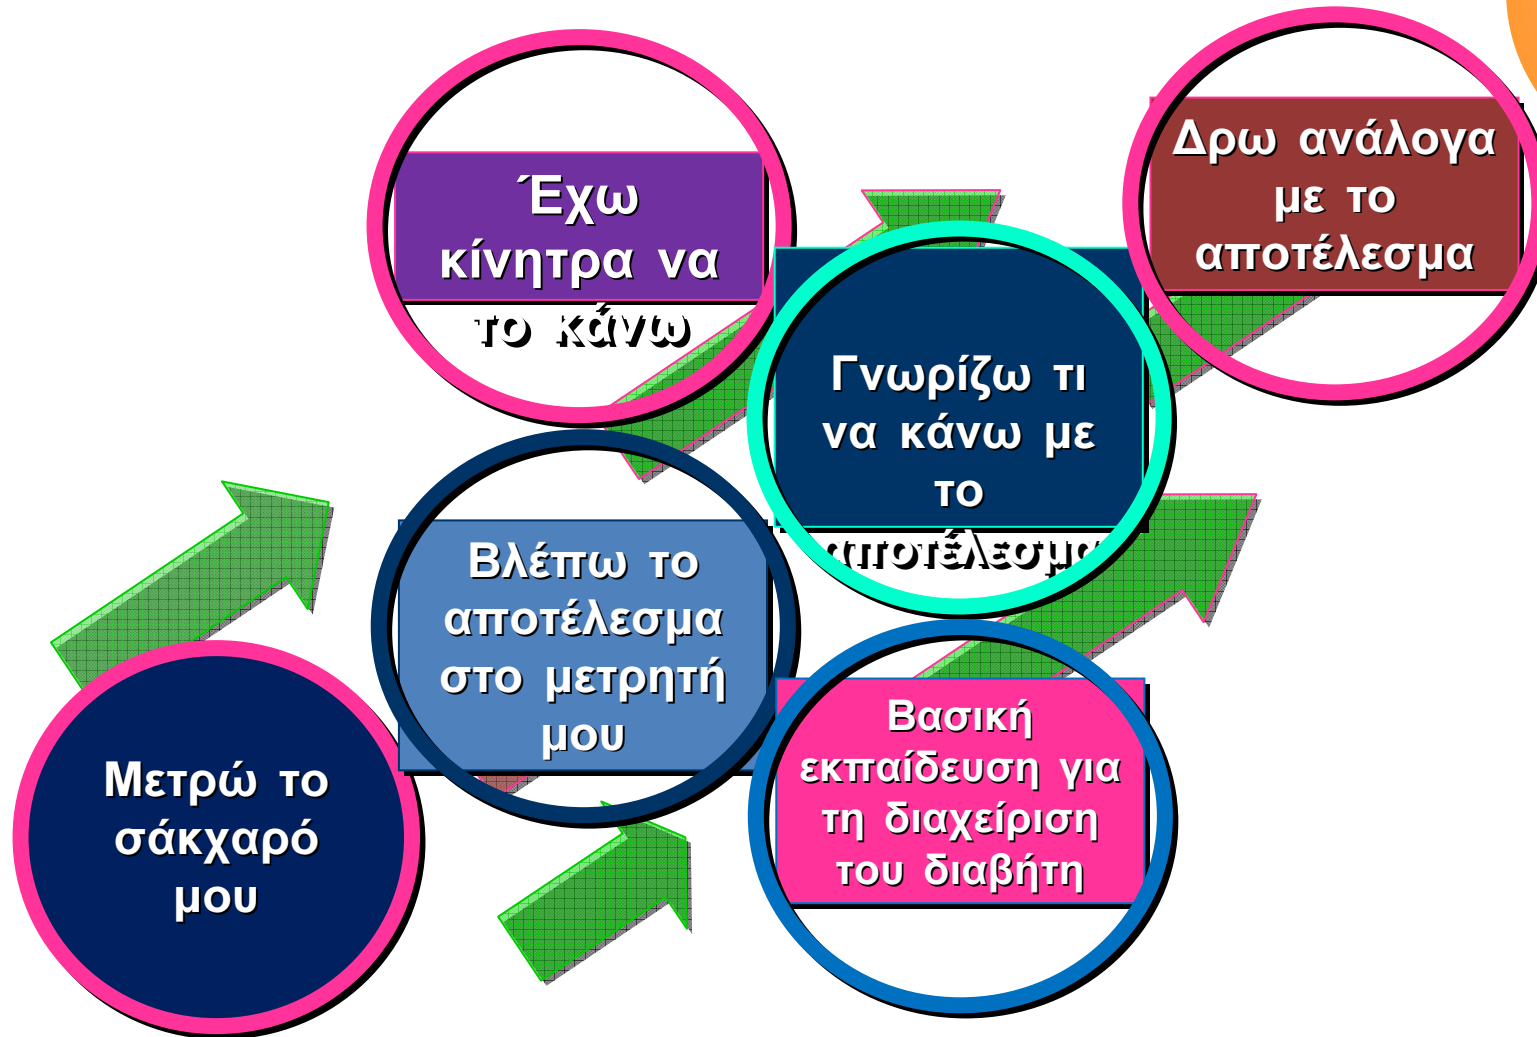 Έχω
κίνητρα να
το κάνω
Δρω ανάλογα
με το
αποτέλεσμα
Γνωρίζω τι
να κάνω με
το
αποτέλεσμα
Βλέπω το
αποτέλεσμα
στο μετρητή
μου
Μετρώ το
σάκχαρό
μου
Βασική
εκπαίδευση για
τη διαχείριση
του διαβήτη